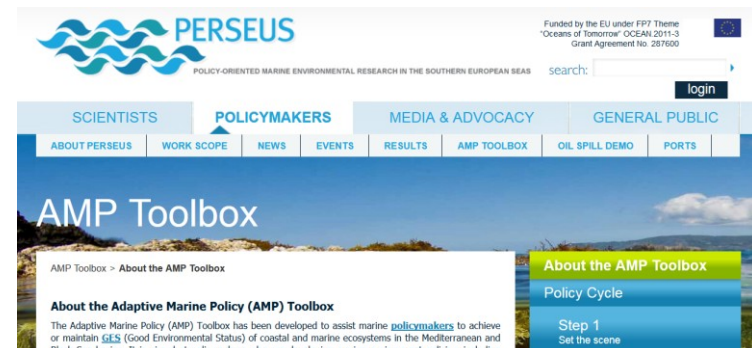 PERSEUS
POLICY-ORIENTED MARINE ENVIRONMENTAL RESEARCH IN THE SOUTHERN EUROPEAN SEAS
Funded by the EU under FP7 Theme
"Oceans of Tomorrow" OCEAN.2011-3
Grant Agreement No. 287600
search:
login
SCIENTISTS POLICYMAKERS MEDIA & ADVOCACY GENERAL PUBLIC
ABOUT PERSEUS WORK SCOPE NEWS EVENTS RESULTS AMP TOOLBOX OIL SPILL DEMO PORTS
AMP Toolbox
AMP Toolbox > About the AMP Toolbox
About the Adaptive Marine Policy (AMP) Toolbox
The Adaptive Marine Policy (AMP) Toolbox has been developed to assist marine policymakers to achieve
or maintain GES (Good Environmental Status) of coastal and marine ecosystems in the Mediterranean and
About the AMP Toolbox
Policy Cycle
Step 1
Set the scene